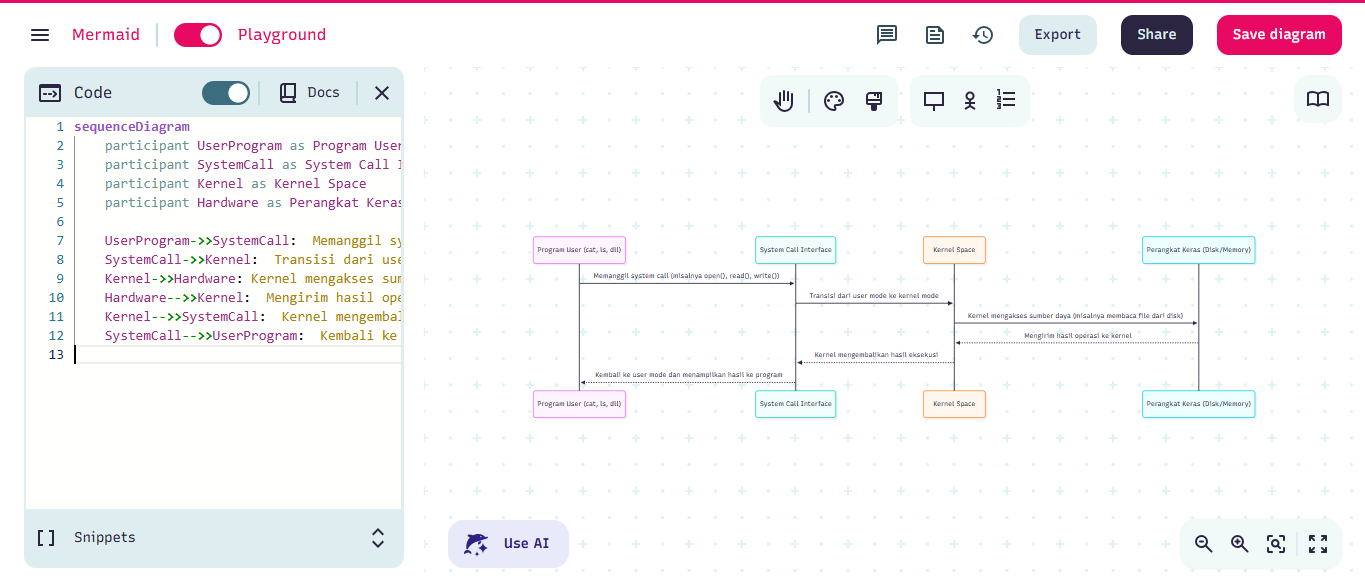 Mermaid Playground Export Share Save diagram
Code Docs
1 sequenceDiagram
2 participant UserProgram as Program User
3 participant SystemCall as System Call I
4 participant Kernel as Kernel Space
5 participant Hardware as Perangkat Keras
6
7 UserProgram->>SystemCall: Memanggil sy
8 SystemCall->>Kernel: Transisi dari use
9 Kernel->>Hardware: Kernel mengakses sum
10 Hardware-->>Kernel: Mengirim hasil ope
11 Kernel-->>SystemCall: Kernel mengembal
12 SystemCall-->>UserProgram: Kembali ke
13
Snippets
Program User (cat, ls, dll) System Call Interface Kernel Space Perangkat Keras (Disk/Memory)
Memanggil system call (misalnya open(), read(), write())
Transisi dari user mode ke kernel mode
Kernel mengakses sumber daya (misalnya membaca file dari disk)
Mengirim hasil operasi ke kernel
Kernel mengembalikan hasil eksekusi
Kembali ke user mode dan menampilkan hasil ke program
Program User (cat, ls, dll) System Call Interface Kernel Space Perangkat Keras (Disk/Memory)
Use AI